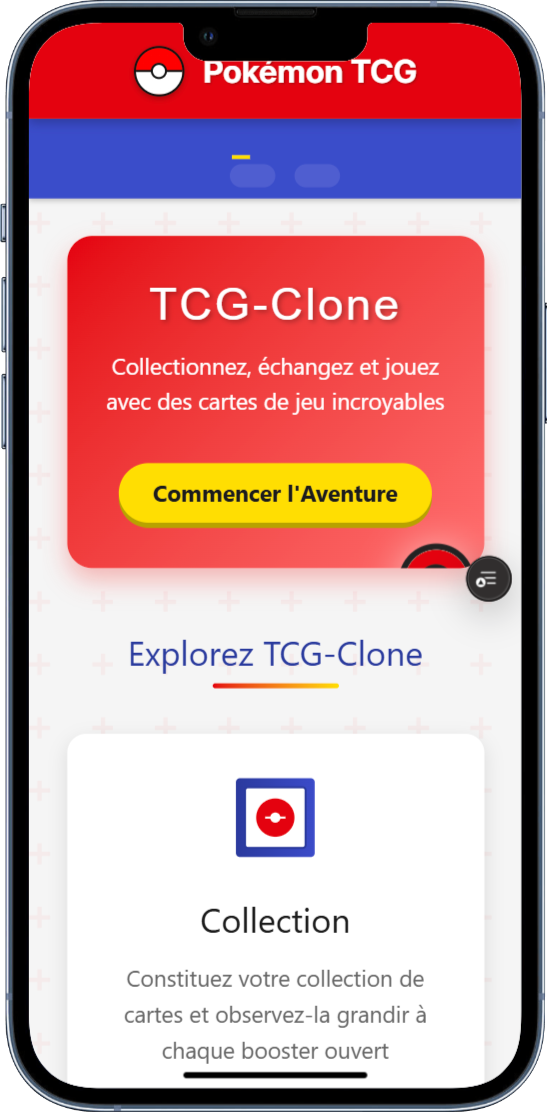 Pokémon TCG
TCG-Clone
Collectionnez, échangez et jouez
avec des cartes de jeu incroyables
Commencer l'Aventure
Explorez TCG-Clone
Collection
Constituez votre collection de
cartes et observez-la grandir à
chaque booster ouvert